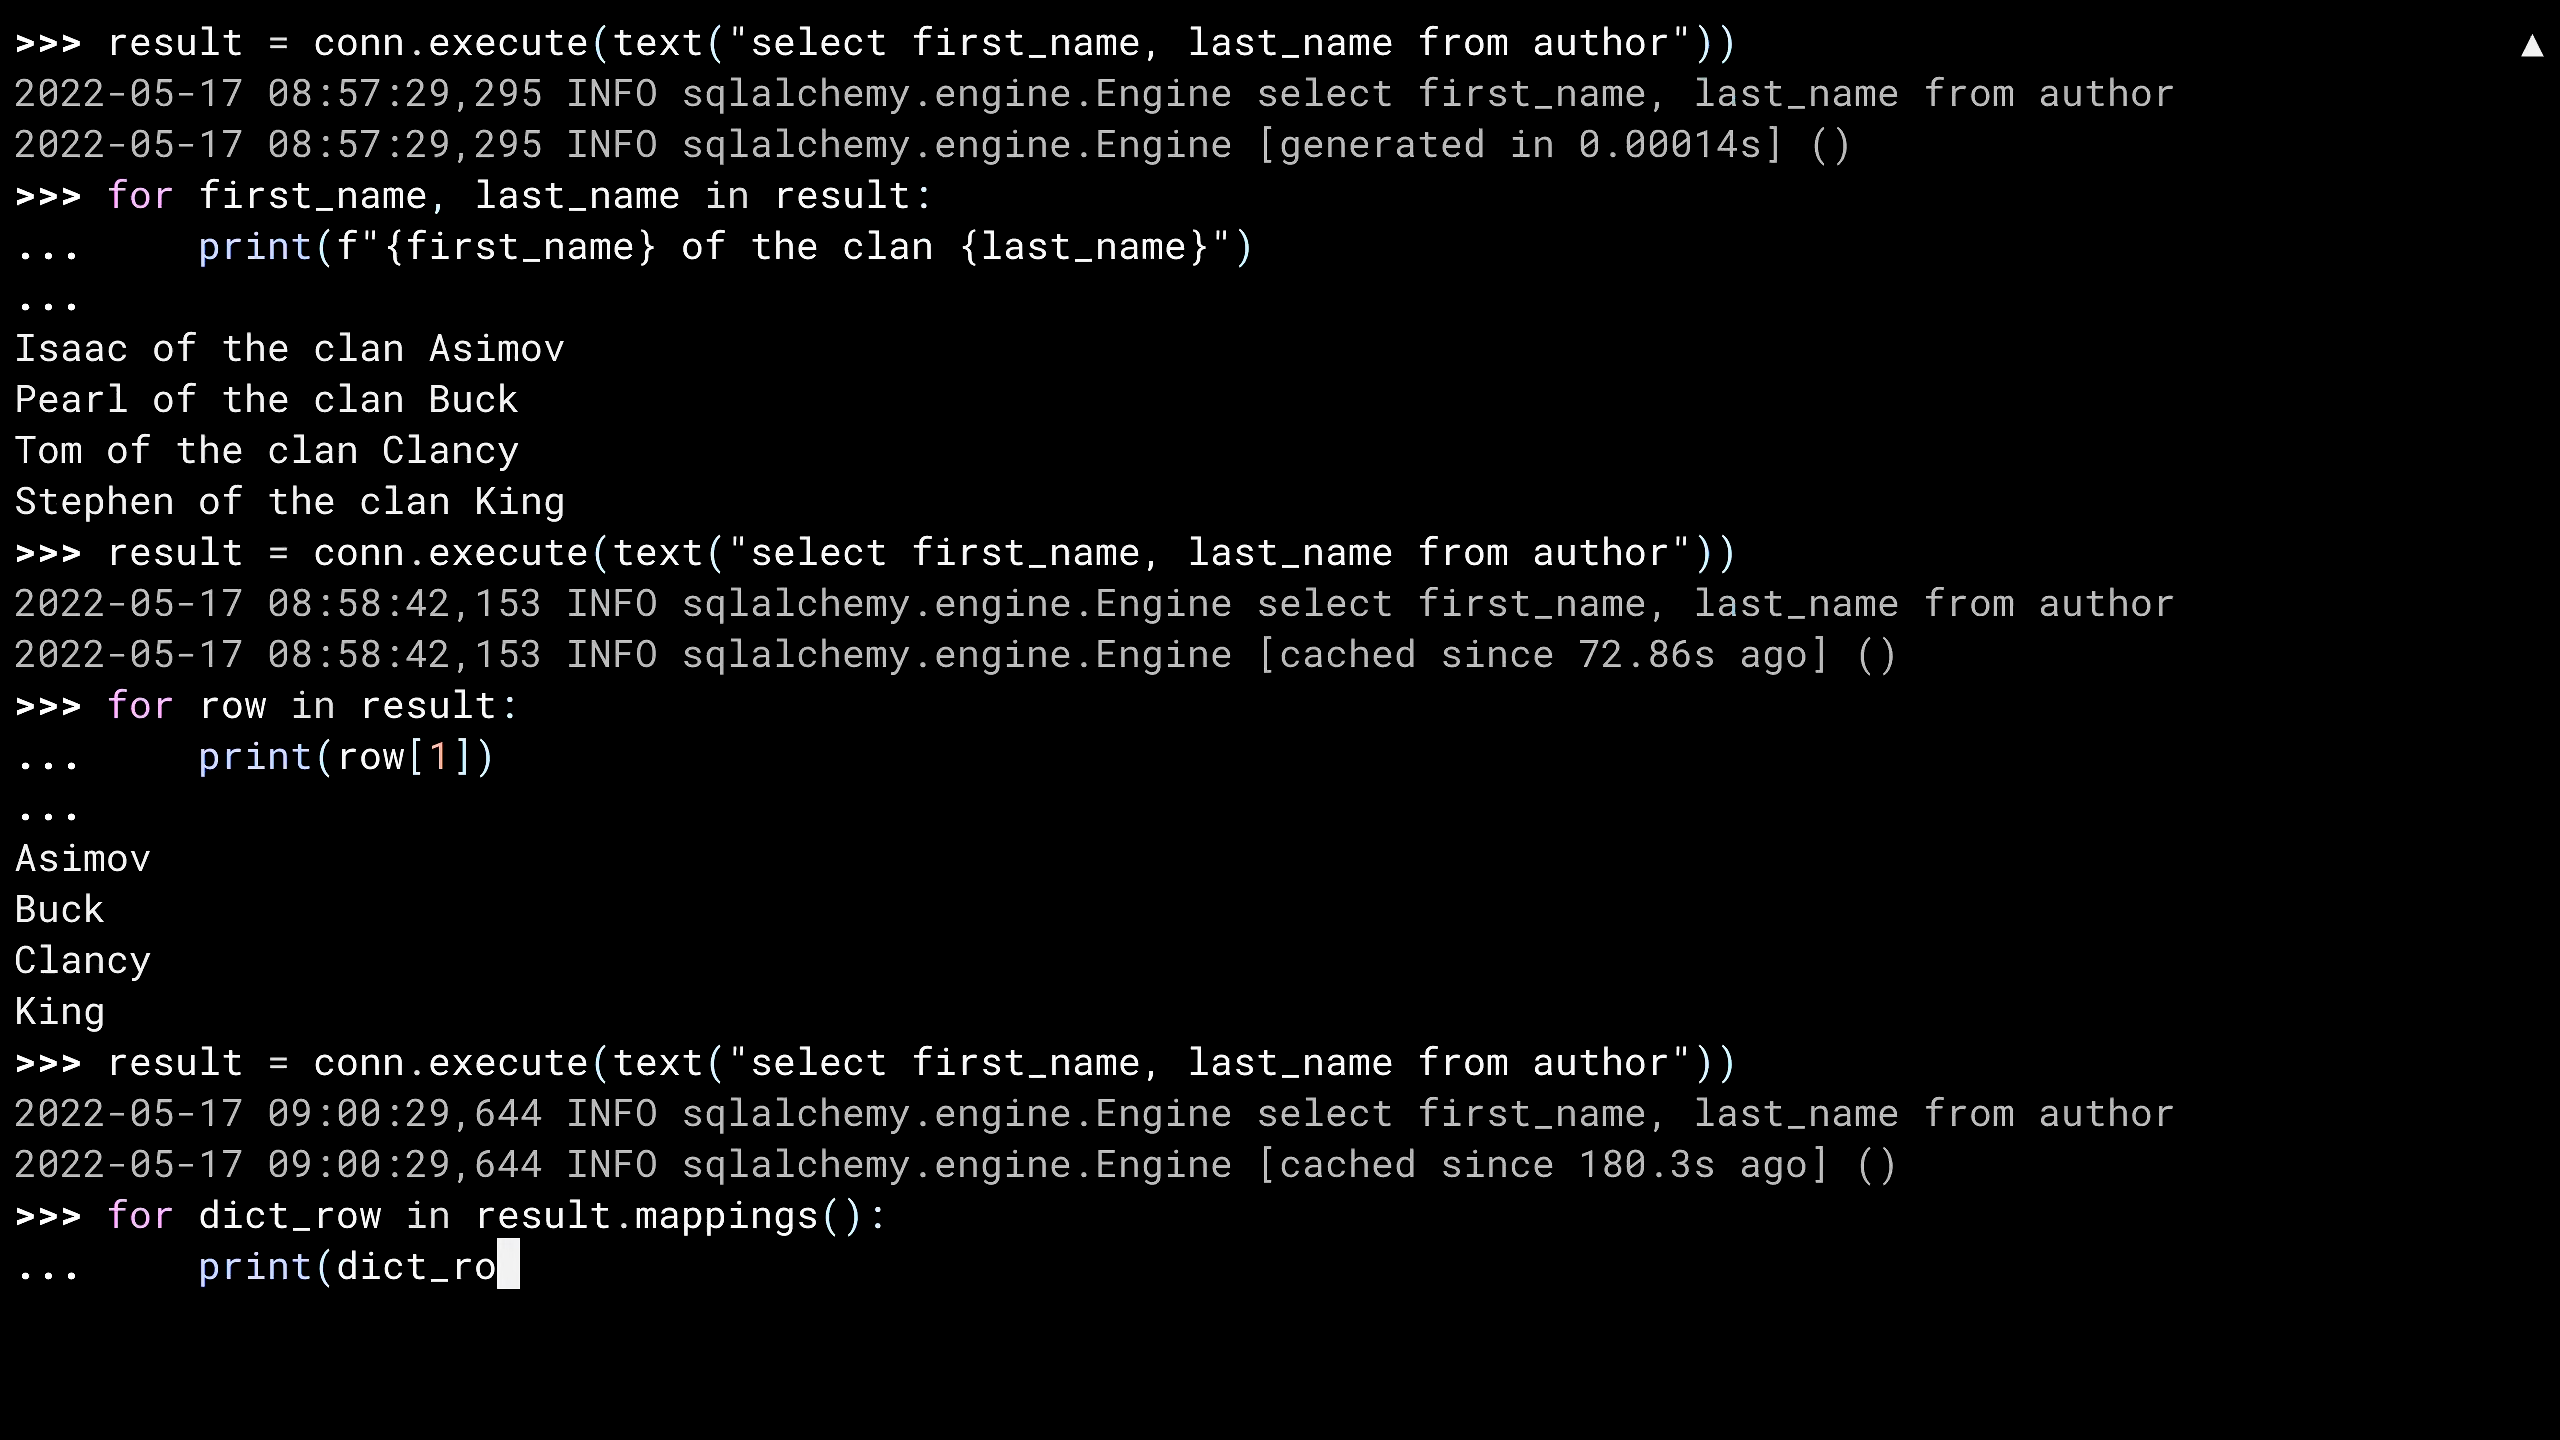 >>> result = conn.execute(text("select first_name, last_name from author"))
2022-05-17 08:57:29,295 INFO sqlalchemy.engine.Engine select first_name, last_name from author
2022-05-17 08:57:29,295 INFO sqlalchemy.engine.Engine [generated in 0.00014s] ()
>>> for first_name, last_name in result:
...     print(f"{first_name} of the clan {last_name}")
...
Isaac of the clan Asimov
Pearl of the clan Buck
Tom of the clan Clancy
Stephen of the clan King
>>> result = conn.execute(text("select first_name, last_name from author"))
2022-05-17 08:58:42,153 INFO sqlalchemy.engine.Engine select first_name, last_name from author
2022-05-17 08:58:42,153 INFO sqlalchemy.engine.Engine [cached since 72.86s ago] ()
>>> for row in result:
...     print(row[1])
...
Asimov
Buck
Clancy
King
>>> result = conn.execute(text("select first_name, last_name from author"))
2022-05-17 09:00:29,644 INFO sqlalchemy.engine.Engine select first_name, last_name from author
2022-05-17 09:00:29,644 INFO sqlalchemy.engine.Engine [cached since 180.3s ago] ()
>>> for dict_row in result.mappings():
...     print(dict_ro